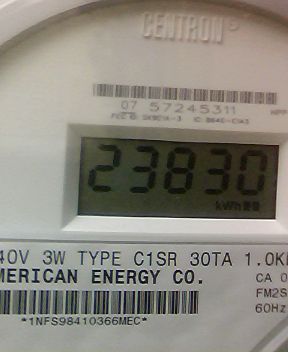 CENTRON
07 57245311
23830
kWh
40V 3W TYPE C1SR 30TA 1.0K
MERICAN ENERGY CO.
CA 0
FM2S
60Hz
*1NFS98410366MEC*